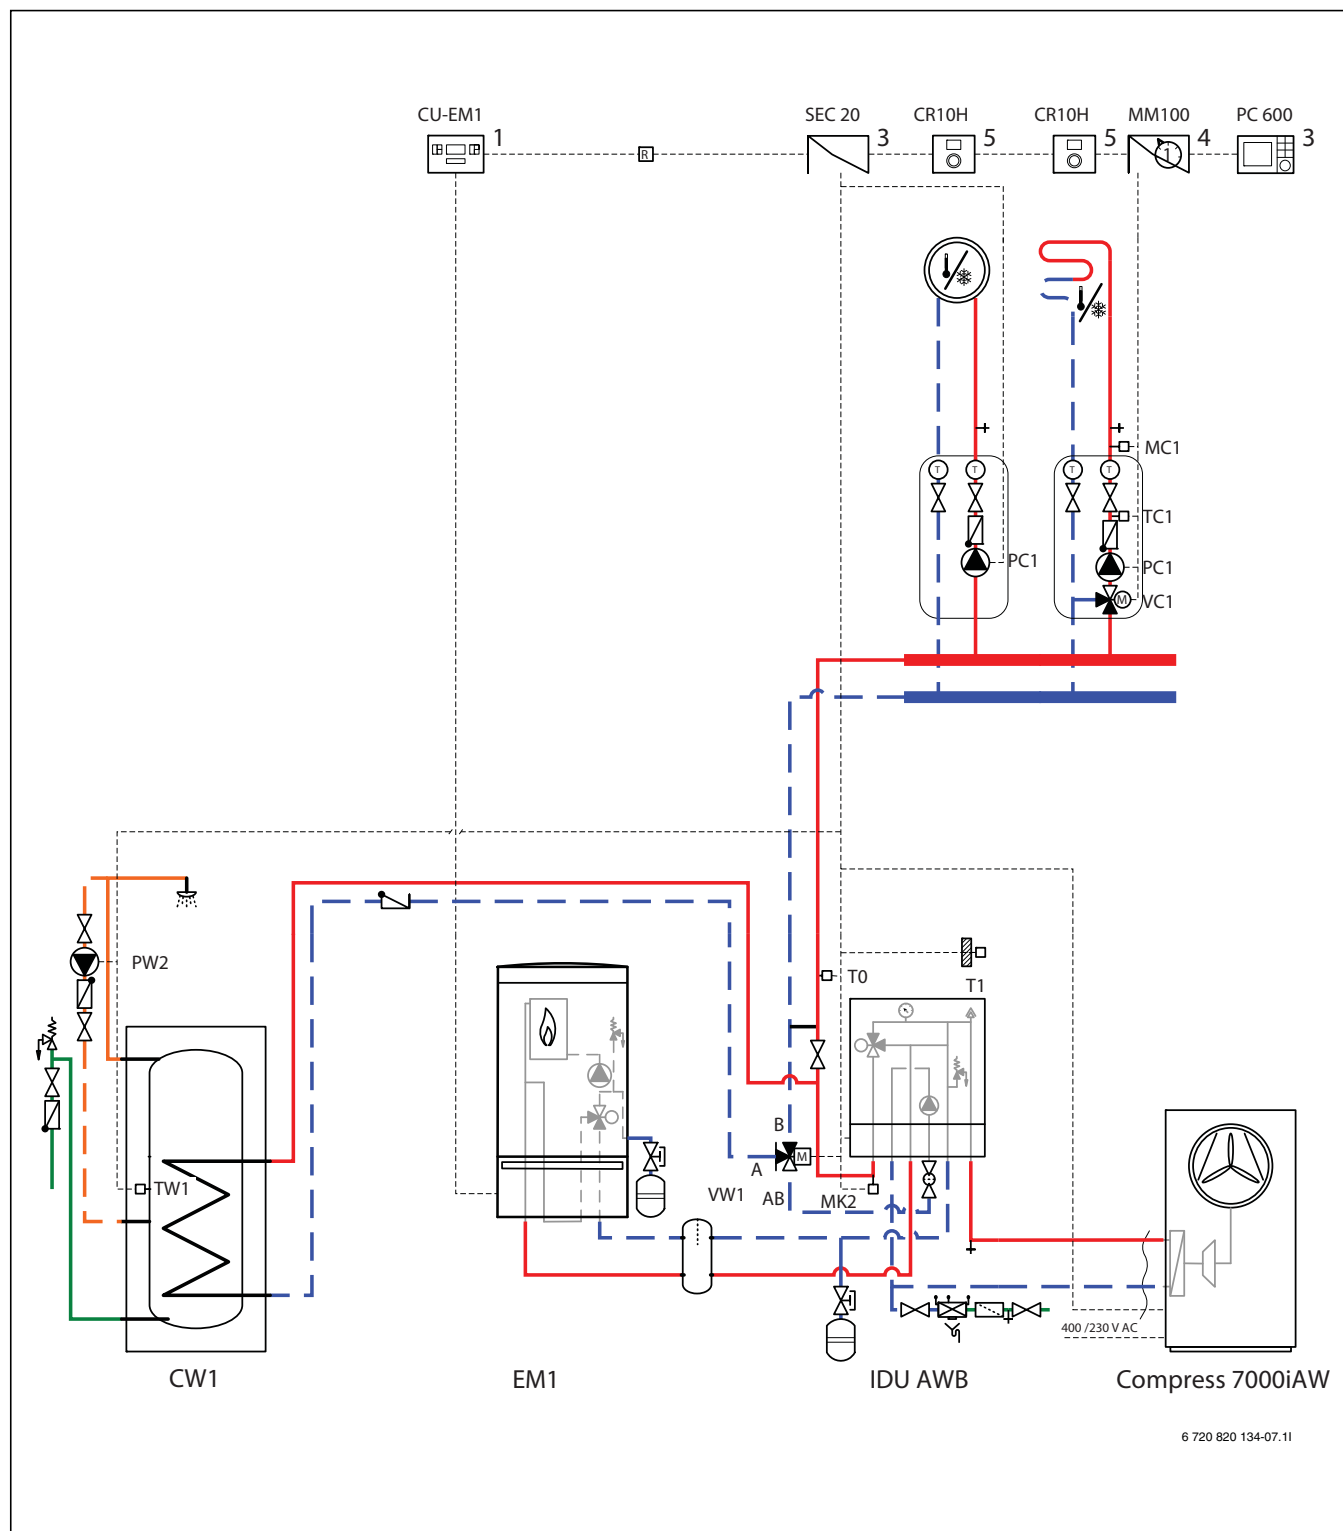 CU-EM1 SEC 20 CR10H CR10H MM100 PC 600
1 R 3 5 5 1 4 3
MC1
T T T T
TC1
PC1 PC1
M VC1
PW2
T0 T1
B
A M
TW1 VW1 AB MK2
400 /230 V AC
CW1 EM1 IDU AWB Compress 7000iAW
6 720 820 134-07.1I